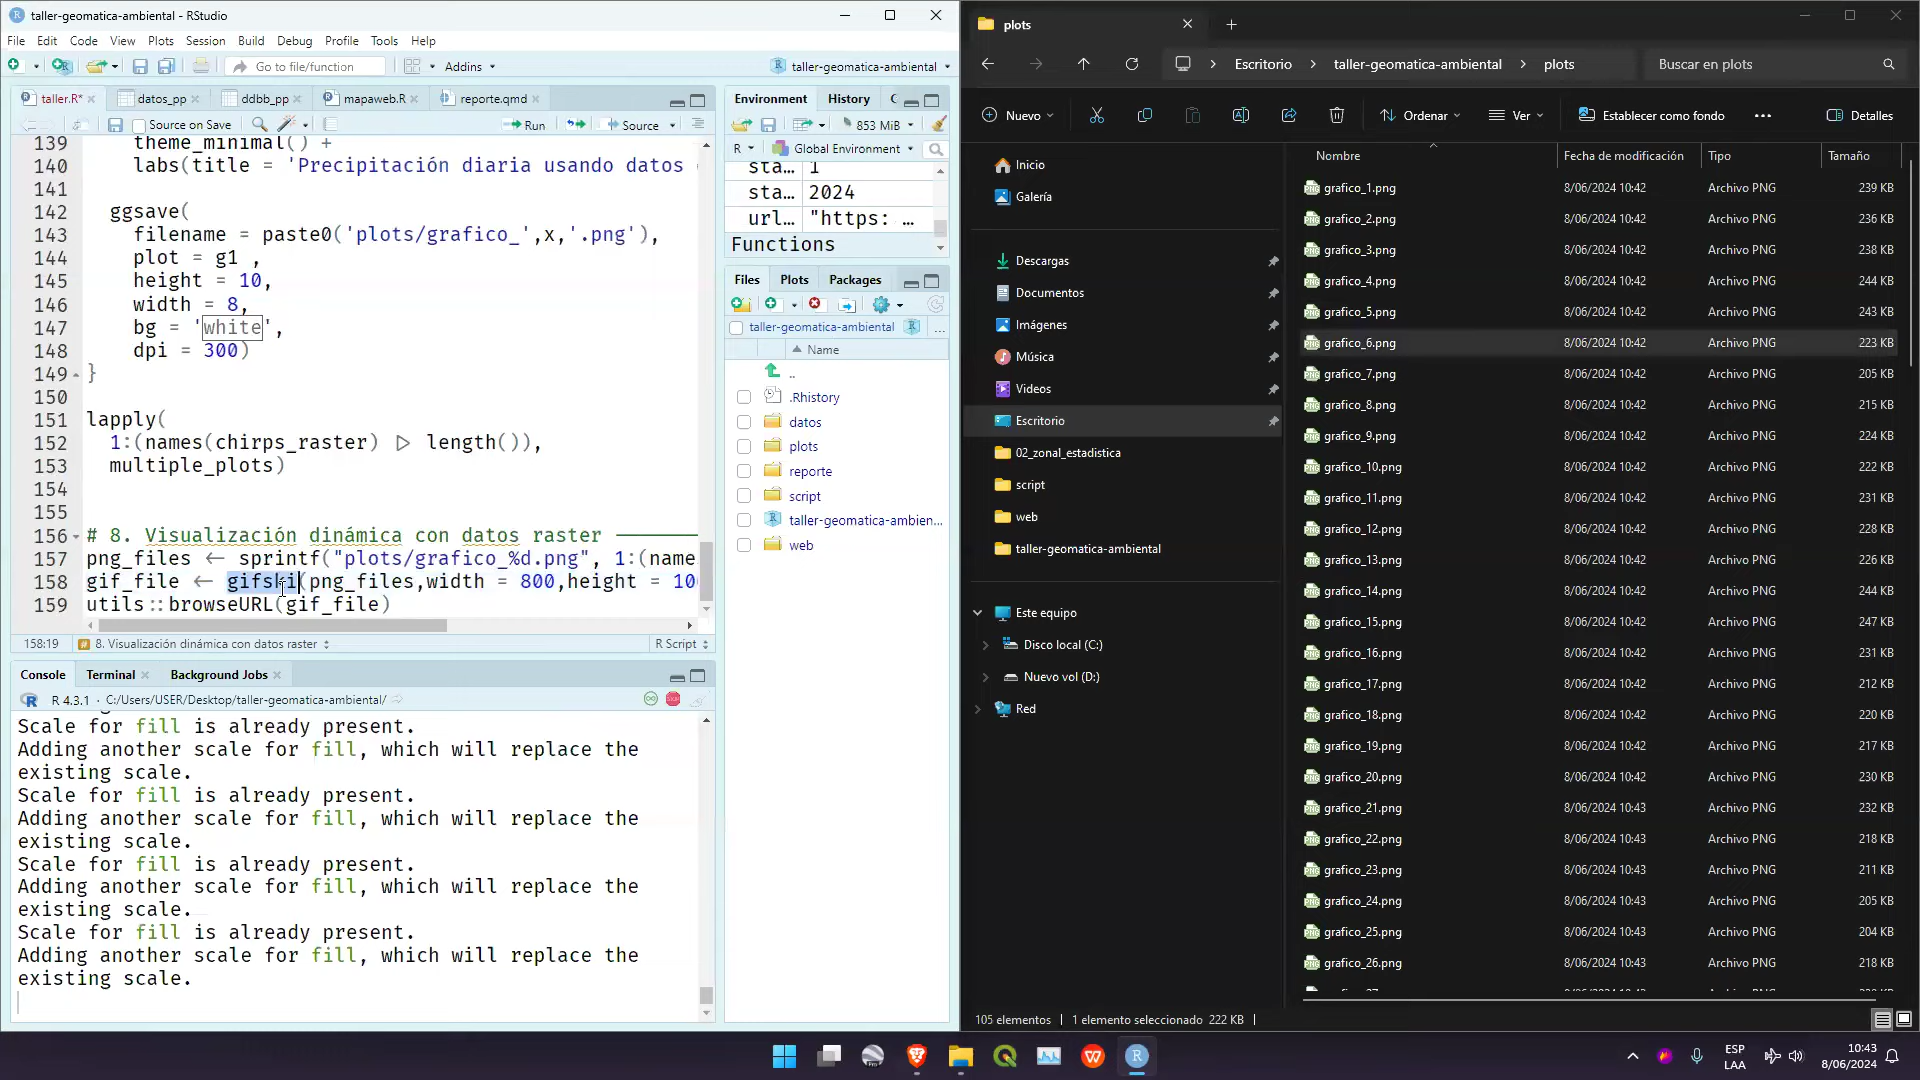 taller-geomatica-ambiental - RStudio
File Edit Code View Plots Session Build Debug Profile Tools Help
Go to file/function
Addins
taller-geomatica-ambiental
taller.R*
datos_pp
ddbb_pp
mapaweb.R
reporte.qmd
Source on Save
Run
Source
139 theme_minimal() +
140 labs(title = 'Precipitación diaria usando datos
141
142 ggsave(
143 filename = paste0('plots/grafico_',x,'.png'),
144 plot = g1 ,
145 height = 10,
146 width = 8,
147 bg = 'white',
148 dpi = 300)
149 }
150
151 lapply(
152 1:(names(chirps_raster) |> length()),
153 multiple_plots)
154
155
156 # 8. Visualización dinámica con datos raster
157 png_files <- sprintf("plots/grafico_%d.png", 1:(name
158 gif_file <- gifski(png_files,width = 800,height = 10
159 utils::browseURL(gif_file)
158:19
8. Visualización dinámica con datos raster
R Script
Console
Terminal
Background Jobs
R 4.3.1 · C:/Users/USER/Desktop/taller-geomatica-ambiental/
Scale for fill is already present.
Adding another scale for fill, which will replace the
existing scale.
Scale for fill is already present.
Adding another scale for fill, which will replace the
existing scale.
Scale for fill is already present.
Adding another scale for fill, which will replace the
existing scale.
Scale for fill is already present.
Adding another scale for fill, which will replace the
existing scale.
Environment
History
C
853 MiB
R
Global Environment
sta… 1
sta… 2024
url… "https: …
Functions
Files
Plots
Packages
taller-geomatica-ambiental
...
Name
..
.Rhistory
datos
plots
reporte
script
taller-geomatica-ambien...
web
plots
Escritorio
taller-geomatica-ambiental
plots
Buscar en plots
Nuevo
Ordenar
Ver
Establecer como fondo
Detalles
Inicio
Galería
Descargas
Documentos
Imágenes
Música
Videos
Escritorio
02_zonal_estadistica
script
web
taller-geomatica-ambiental
Este equipo
Disco local (C:)
Nuevo vol (D:)
Red
Nombre Fecha de modificación Tipo Tamaño
grafico_1.png 8/06/2024 10:42 Archivo PNG 239 KB
grafico_2.png 8/06/2024 10:42 Archivo PNG 236 KB
grafico_3.png 8/06/2024 10:42 Archivo PNG 238 KB
grafico_4.png 8/06/2024 10:42 Archivo PNG 244 KB
grafico_5.png 8/06/2024 10:42 Archivo PNG 243 KB
grafico_6.png 8/06/2024 10:42 Archivo PNG 223 KB
grafico_7.png 8/06/2024 10:42 Archivo PNG 205 KB
grafico_8.png 8/06/2024 10:42 Archivo PNG 215 KB
grafico_9.png 8/06/2024 10:42 Archivo PNG 224 KB
grafico_10.png 8/06/2024 10:42 Archivo PNG 222 KB
grafico_11.png 8/06/2024 10:42 Archivo PNG 231 KB
grafico_12.png 8/06/2024 10:42 Archivo PNG 228 KB
grafico_13.png 8/06/2024 10:42 Archivo PNG 226 KB
grafico_14.png 8/06/2024 10:42 Archivo PNG 244 KB
grafico_15.png 8/06/2024 10:42 Archivo PNG 247 KB
grafico_16.png 8/06/2024 10:42 Archivo PNG 231 KB
grafico_17.png 8/06/2024 10:42 Archivo PNG 212 KB
grafico_18.png 8/06/2024 10:42 Archivo PNG 220 KB
grafico_19.png 8/06/2024 10:42 Archivo PNG 217 KB
grafico_20.png 8/06/2024 10:42 Archivo PNG 230 KB
grafico_21.png 8/06/2024 10:43 Archivo PNG 232 KB
grafico_22.png 8/06/2024 10:43 Archivo PNG 218 KB
grafico_23.png 8/06/2024 10:43 Archivo PNG 211 KB
grafico_24.png 8/06/2024 10:43 Archivo PNG 205 KB
grafico_25.png 8/06/2024 10:43 Archivo PNG 204 KB
grafico_26.png 8/06/2024 10:43 Archivo PNG 218 KB
105 elementos
1 elemento seleccionado 222 KB
ESP
LAA
10:43
8/06/2024